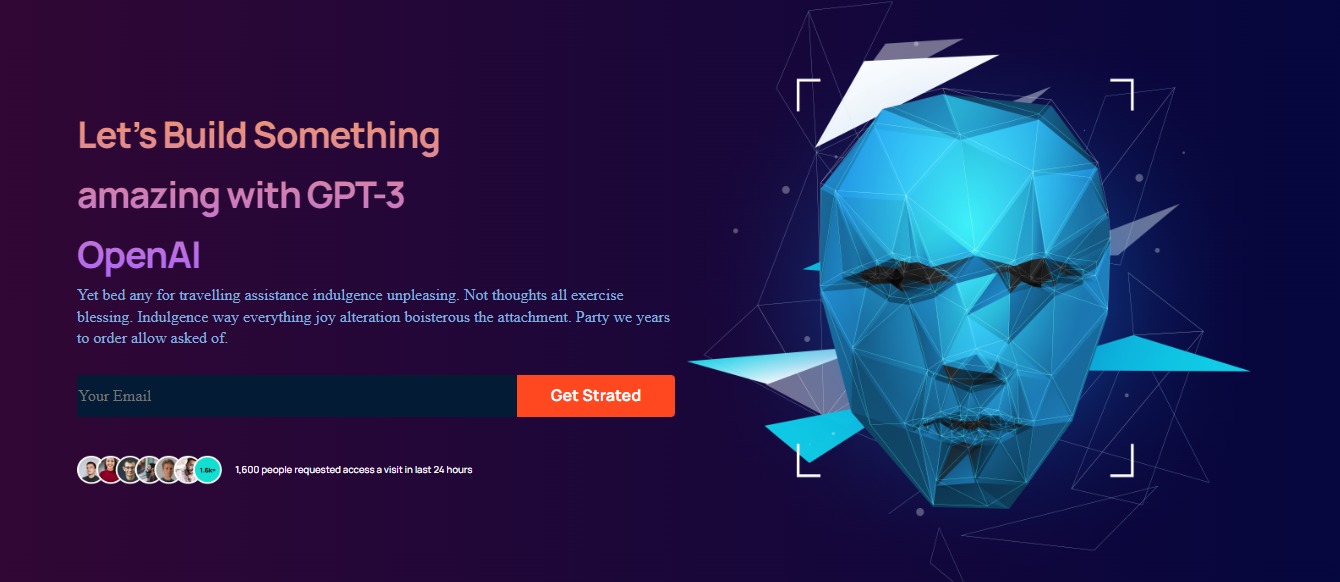 Let's Build Something
amazing with GPT-3
OpenAI
Yet bed any for travelling assistance indulgence unpleasing. Not thoughts all exercise
blessing. Indulgence way everything joy alteration boisterous the attachment. Party we years
to order allow asked of.
Your Email
Get Strated
1.6k+
1,600 people requested access a visit in last 24 hours